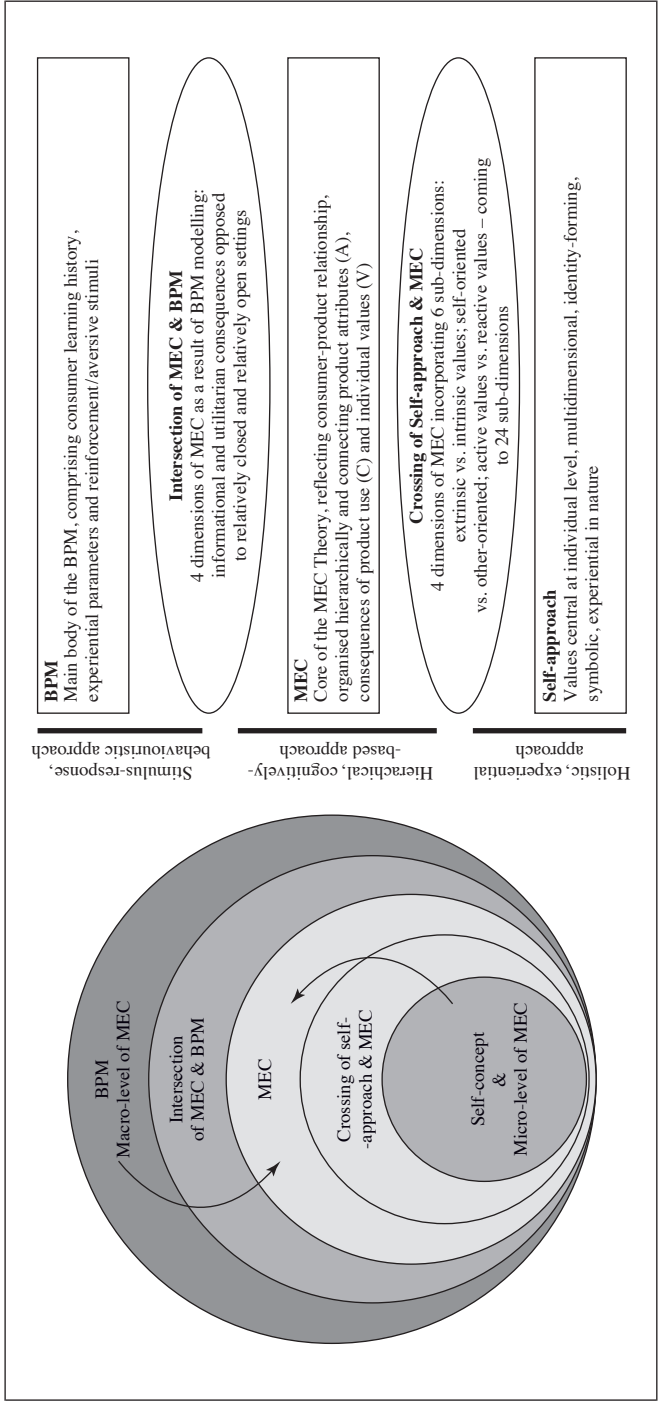 BPM
Macro-level of MEC
Intersection
of MEC & BPM
MEC
Crossing of self-
-approach & MEC
Self-concept
&
Micro-level of MEC
Stimulus-response,
behaviouristic approach
Hierachical, cognitively-
-based approach
Holistic, experiential
approach
BPM
Main body of the BPM, comprising consumer learning history,
experiential parameters and reinforcement/aversive stimuli
Intersection of MEC & BPM
4 dimensions of MEC as a result of BPM modelling:
informational and utilitarian consequences opposed
to relatively closed and relatively open settings
MEC
Core of the MEC Theory, reflecting consumer-product relationship,
organised hierarchically and connecting product attributes (A),
consequences of product use (C) and individual values (V)
Crossing of Self-approach & MEC
4 dimensions of MEC incorporating 6 sub-dimensions:
extrinsic vs. intrinsic values; self-oriented
vs. other-oriented; active values vs. reactive values – coming
to 24 sub-dimensions
Self-approach
Values central at individual level, multidimensional, identity-forming,
symbolic, experiential in nature